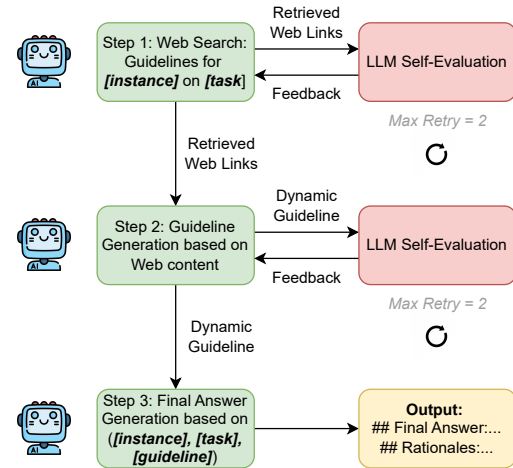 Step 1: Web Search:
Guidelines for
[instance] on [task]
Retrieved
Web Links
Feedback
LLM Self-Evaluation
Max Retry = 2
AI
Retrieved
Web Links
Step 2: Guideline
Generation based on
Web content
Dynamic
Guideline
Feedback
LLM Self-Evaluation
Max Retry = 2
AI
Dynamic
Guideline
Step 3: Final Answer
Generation based on
([instance], [task],
[guideline])
Output:
## Final Answer:...
## Rationales:...
AI